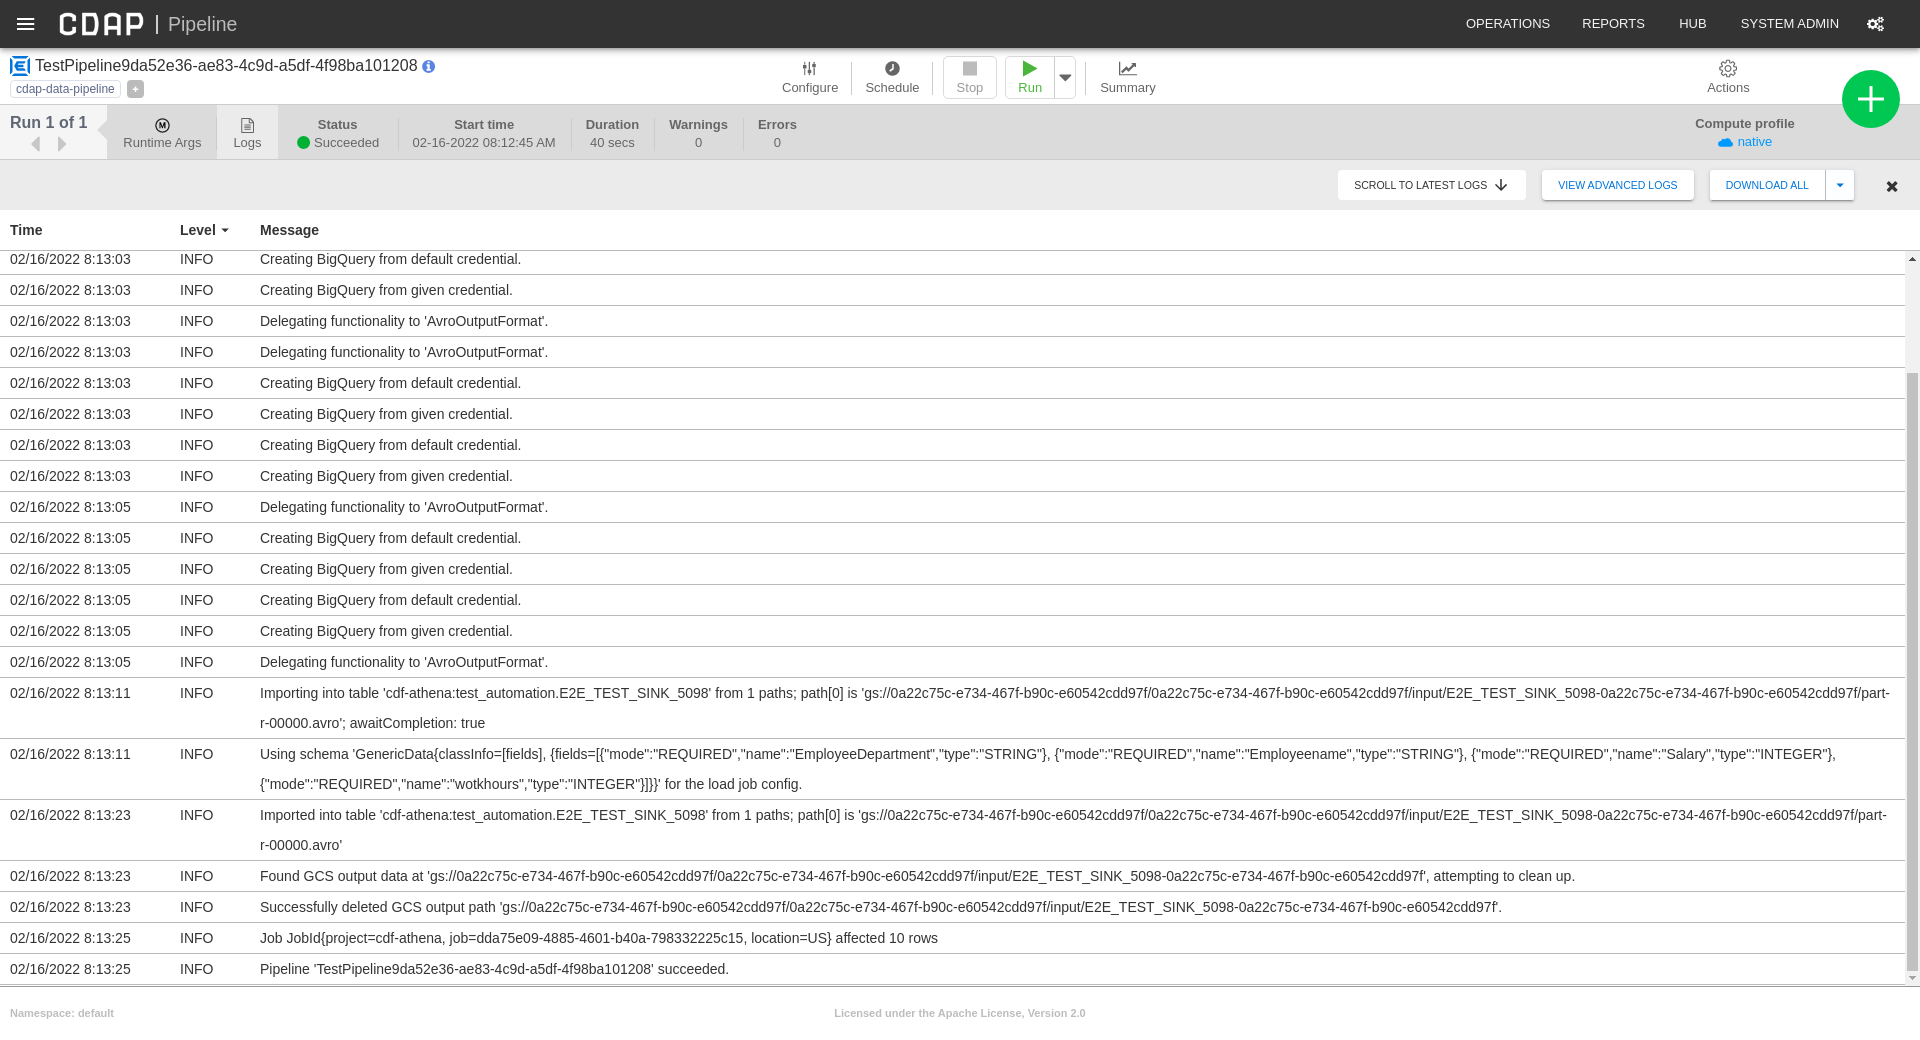 CDAP | Pipeline
OPERATIONS REPORTS HUB SYSTEM ADMIN
TestPipeline9da52e36-ae83-4c9d-a5df-4f98ba101208
cdap-data-pipeline +
Configure Schedule Stop Run Summary Actions
Run 1 of 1
Runtime Args Logs
Status Start time Duration Warnings Errors Compute profile
Succeeded 02-16-2022 08:12:45 AM 40 secs 0 0 native
SCROLL TO LATEST LOGS VIEW ADVANCED LOGS DOWNLOAD ALL
Time Level Message
02/16/2022 8:13:03 INFO Creating BigQuery from default credential.
02/16/2022 8:13:03 INFO Creating BigQuery from given credential.
02/16/2022 8:13:03 INFO Delegating functionality to 'AvroOutputFormat'.
02/16/2022 8:13:03 INFO Delegating functionality to 'AvroOutputFormat'.
02/16/2022 8:13:03 INFO Creating BigQuery from default credential.
02/16/2022 8:13:03 INFO Creating BigQuery from given credential.
02/16/2022 8:13:03 INFO Creating BigQuery from default credential.
02/16/2022 8:13:03 INFO Creating BigQuery from given credential.
02/16/2022 8:13:05 INFO Delegating functionality to 'AvroOutputFormat'.
02/16/2022 8:13:05 INFO Creating BigQuery from default credential.
02/16/2022 8:13:05 INFO Creating BigQuery from given credential.
02/16/2022 8:13:05 INFO Creating BigQuery from default credential.
02/16/2022 8:13:05 INFO Creating BigQuery from given credential.
02/16/2022 8:13:05 INFO Delegating functionality to 'AvroOutputFormat'.
02/16/2022 8:13:11 INFO Importing into table 'cdf-athena:test_automation.E2E_TEST_SINK_5098' from 1 paths; path[0] is 'gs://0a22c75c-e734-467f-b90c-e60542cdd97f/0a22c75c-e734-467f-b90c-e60542cdd97f/input/E2E_TEST_SINK_5098-0a22c75c-e734-467f-b90c-e60542cdd97f/part-
r-00000.avro'; awaitCompletion: true
02/16/2022 8:13:11 INFO Using schema 'GenericData{classInfo=[fields], {fields=[{"mode":"REQUIRED","name":"EmployeeDepartment","type":"STRING"}, {"mode":"REQUIRED","name":"Employeename","type":"STRING"}, {"mode":"REQUIRED","name":"Salary","type":"INTEGER"},
{"mode":"REQUIRED","name":"wotkhours","type":"INTEGER"}]}}' for the load job config.
02/16/2022 8:13:23 INFO Imported into table 'cdf-athena:test_automation.E2E_TEST_SINK_5098' from 1 paths; path[0] is 'gs://0a22c75c-e734-467f-b90c-e60542cdd97f/0a22c75c-e734-467f-b90c-e60542cdd97f/input/E2E_TEST_SINK_5098-0a22c75c-e734-467f-b90c-e60542cdd97f/part-
r-00000.avro'
02/16/2022 8:13:23 INFO Found GCS output data at 'gs://0a22c75c-e734-467f-b90c-e60542cdd97f/0a22c75c-e734-467f-b90c-e60542cdd97f/input/E2E_TEST_SINK_5098-0a22c75c-e734-467f-b90c-e60542cdd97f', attempting to clean up.
02/16/2022 8:13:23 INFO Successfully deleted GCS output path 'gs://0a22c75c-e734-467f-b90c-e60542cdd97f/0a22c75c-e734-467f-b90c-e60542cdd97f/input/E2E_TEST_SINK_5098-0a22c75c-e734-467f-b90c-e60542cdd97f'.
02/16/2022 8:13:25 INFO Job JobId{project=cdf-athena, job=dda75e09-4885-4601-b40a-798332225c15, location=US} affected 10 rows
02/16/2022 8:13:25 INFO Pipeline 'TestPipeline9da52e36-ae83-4c9d-a5df-4f98ba101208' succeeded.
Namespace: default Licensed under the Apache License, Version 2.0